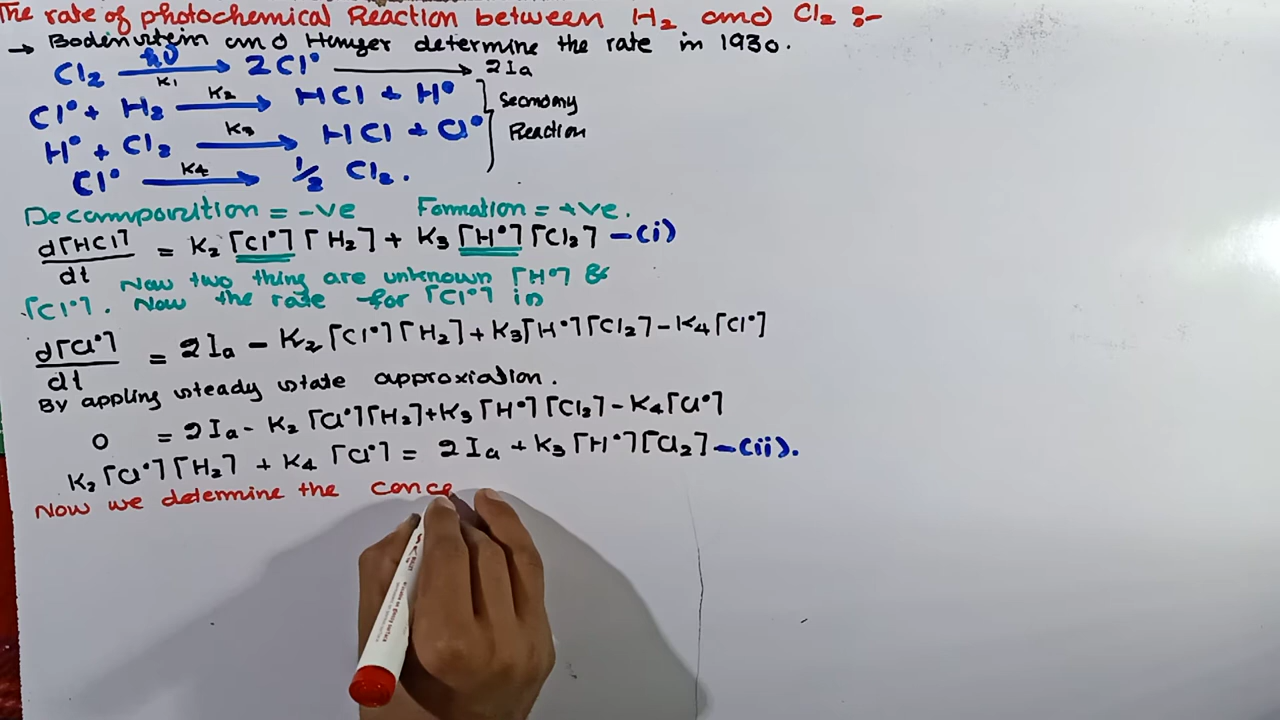 The rate of photochemical Reaction between H₂ and Cl₂ :-
→ Bodenistein and Hanger determine the rate in 1930.
Cl₂ —hν/K₁→ 2Cl° → 2Ia
Cl° + H₂ —K₂→ HCl + H°
Secondary
H° + Cl₂ —K₃→ HCl + Cl°
Reaction
Cl° —K₄→ 1/2 Cl₂.
Decomposition = -ve Formation = +ve.
d[HCl]/dt = K₂ [Cl°] [H₂] + K₃ [H°] [Cl₂] -(i)
Now two thing are unknown [H°] &
[Cl°]. Now the rate for [Cl°] is
d[Cl°]/dt = 2Ia - K₂ [Cl°] [H₂] + K₃[H°][Cl₂] - K₄[Cl°]
By appling steady state approxiation.
0 = 2Ia - K₂ [Cl°][H₂]+K₃ [H°][Cl₂] - K₄[Cl°]
K₂ [Cl°][H₂] + K₄ [Cl°] = 2Ia + K₃ [H°][Cl₂] -(ii).
Now we determine the conce